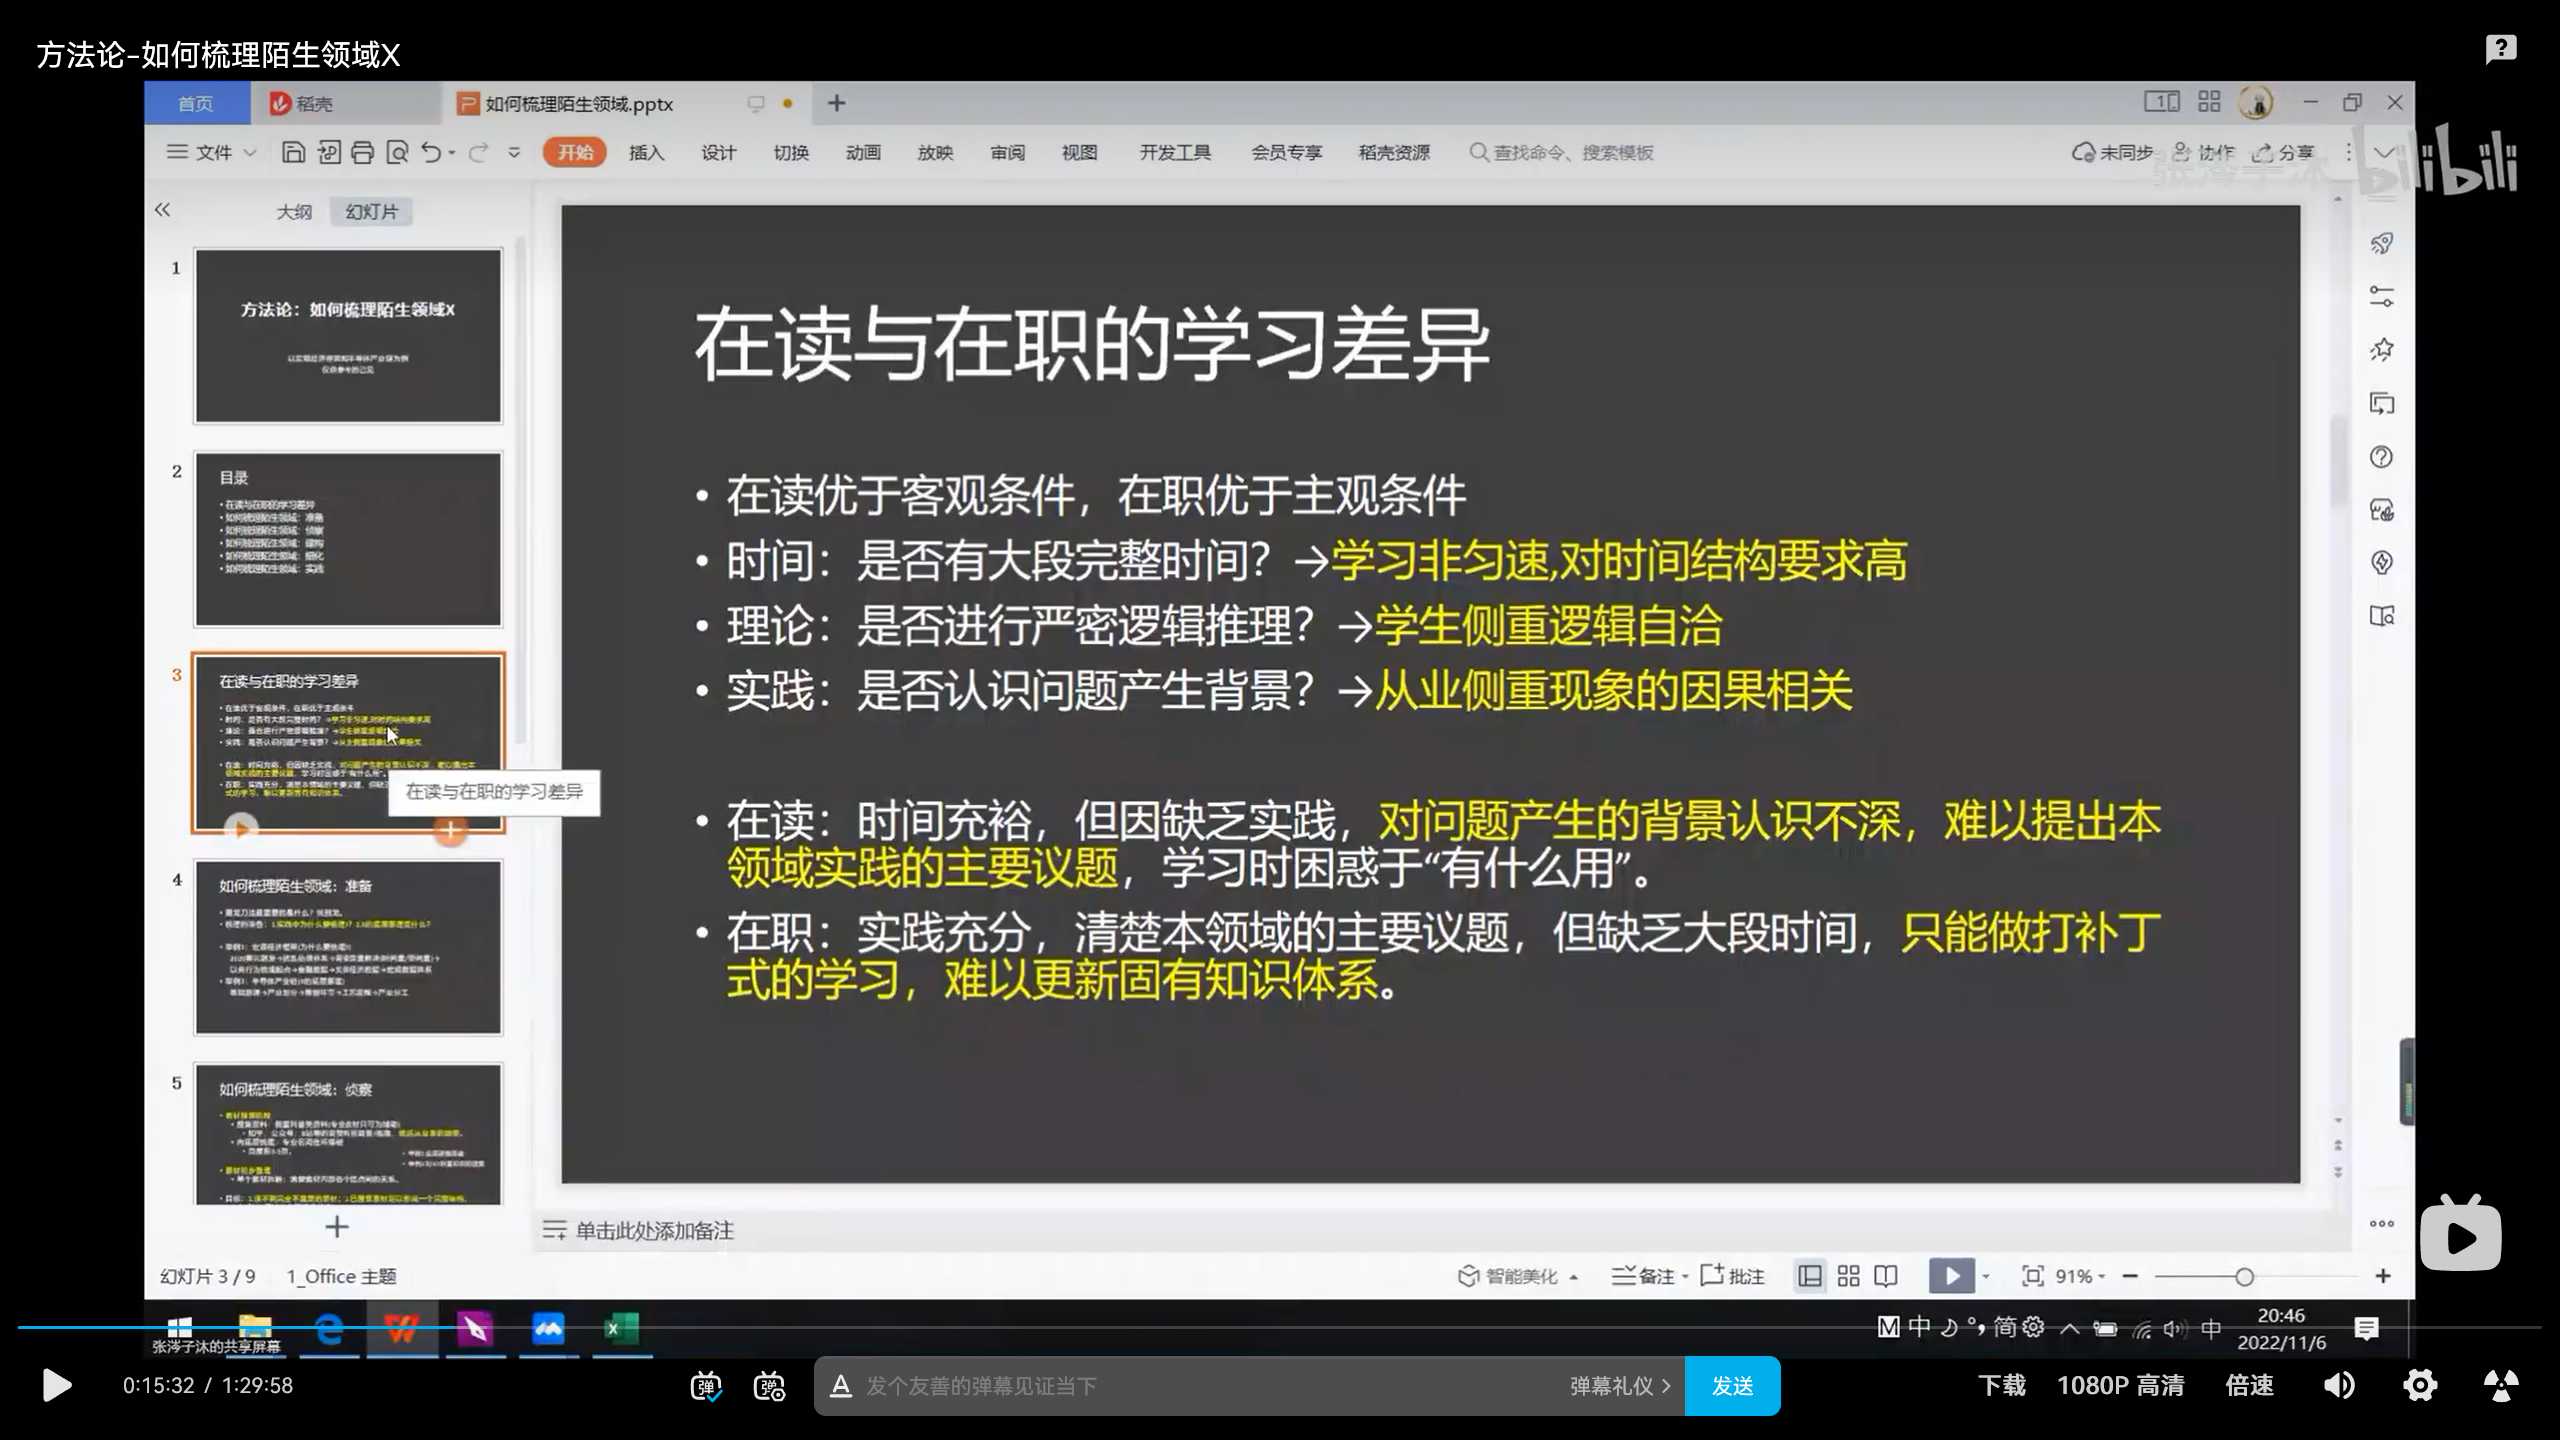 方法论-如何梳理陌生领域X
首页
稻壳
如何梳理陌生领域.pptx
文件
开始
插入
设计
切换
动画
放映
审阅
视图
开发工具
会员专享
稻壳资源
查找命令、搜索模板
未同步
协作
分享
bilibili
大纲
幻灯片
1
方法论：如何梳理陌生领域X
2
目录
• 在读与在职的学习差异
• 如何梳理陌生领域：准备
• 如何梳理陌生领域：侦察
• 如何梳理陌生领域：建构
• 如何梳理陌生领域：细化
• 如何梳理陌生领域：实践
3
在读与在职的学习差异
在读与在职的学习差异
4
如何梳理陌生领域：准备
5
如何梳理陌生领域：侦察
在读与在职的学习差异
• 在读优于客观条件，在职优于主观条件
• 时间：是否有大段完整时间？→学习非匀速,对时间结构要求高
• 理论：是否进行严密逻辑推理？→学生侧重逻辑自洽
• 实践：是否认识问题产生背景？→从业侧重现象的因果相关
• 在读：时间充裕，但因缺乏实践，对问题产生的背景认识不深，难以提出本
领域实践的主要议题，学习时困惑于“有什么用”。
• 在职：实践充分，清楚本领域的主要议题，但缺乏大段时间，只能做打补丁
式的学习，难以更新固有知识体系。
单击此处添加备注
幻灯片 3 / 9
1_Office 主题
智能美化
备注
批注
91%
张涔子沐的共享屏幕
中
简
中
20:46
2022/11/6
0:15:32 / 1:29:58
发个友善的弹幕见证当下
弹幕礼仪 >
发送
下载
1080P 高清
倍速